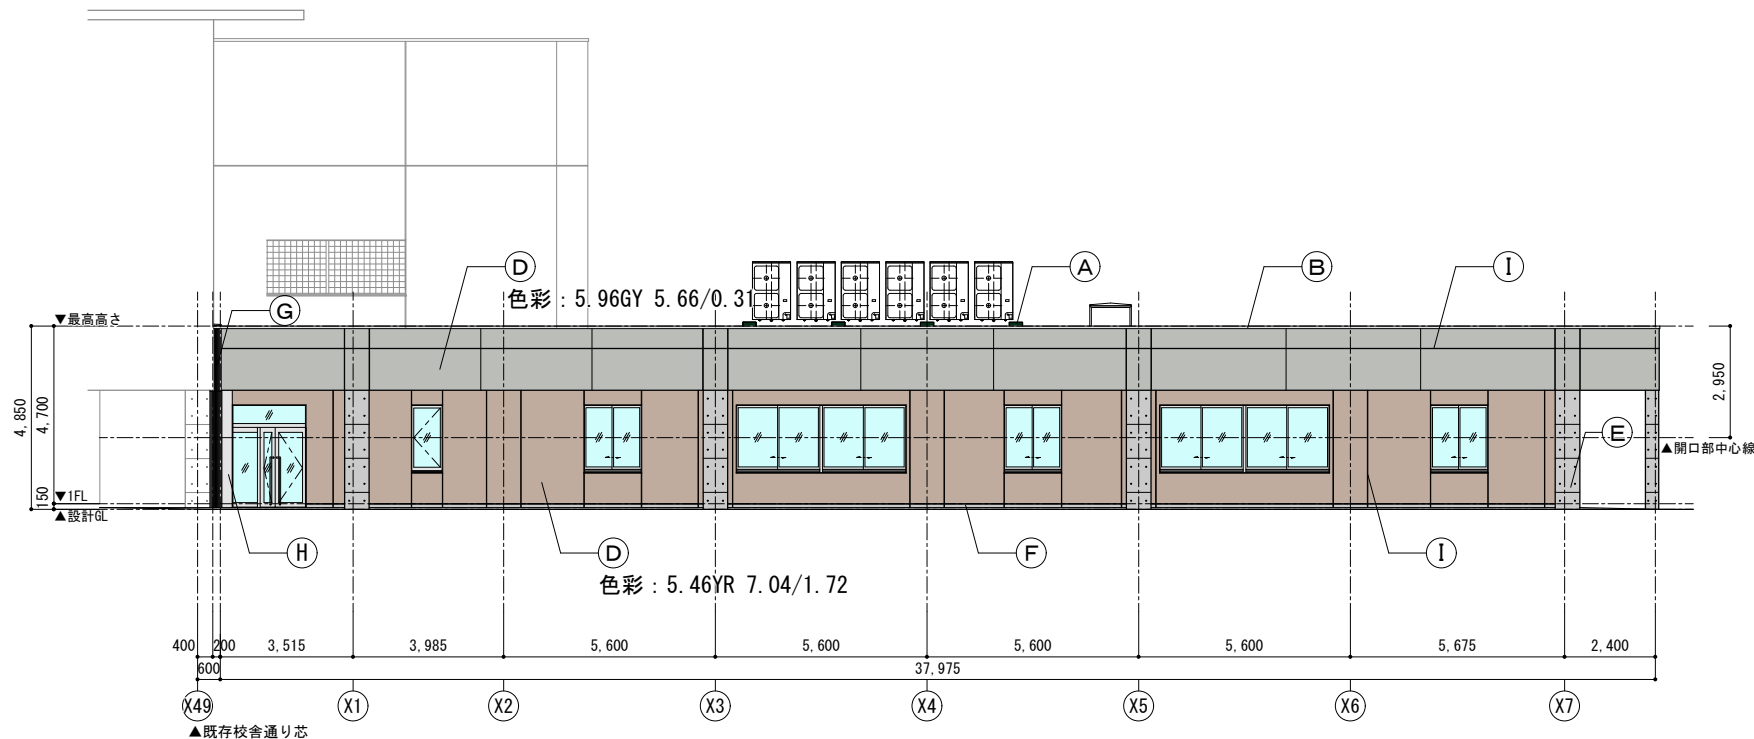 D
色彩：5.96GY 5.66/0.31
A
B
I
G
▼最高高さ
4,850
4,700
150
2,950
▲開口部中心線
E
▼1FL
▲設計GL
H
D
色彩：5.46YR 7.04/1.72
F
I
400
200
3,515
3,985
5,600
5,600
5,600
5,600
5,675
2,400
600
37,975
X49
X1
X2
X3
X4
X5
X6
X7
▲既存校舎通り芯